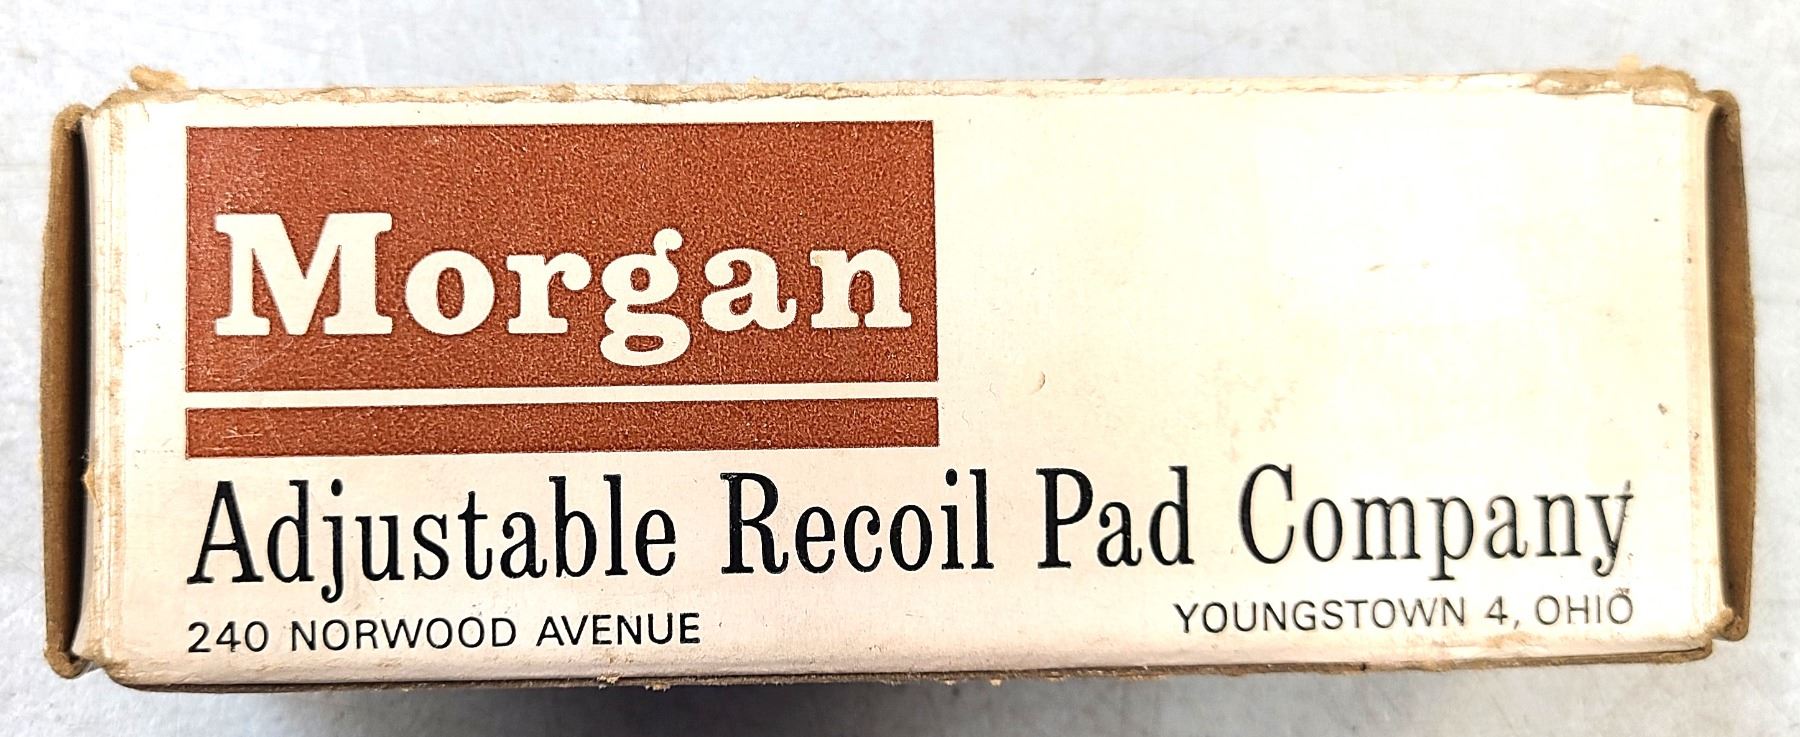 Morgan
Adjustable Recoil Pad Company
240 NORWOOD AVENUE
YOUNGSTOWN 4, OHIO